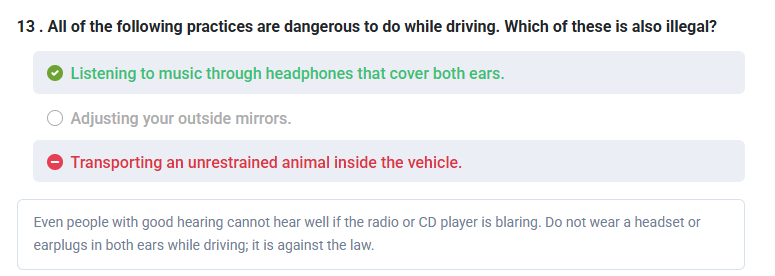 13 . All of the following practices are dangerous to do while driving. Which of these is also illegal?
Listening to music through headphones that cover both ears.
Adjusting your outside mirrors.
Transporting an unrestrained animal inside the vehicle.
Even people with good hearing cannot hear well if the radio or CD player is blaring. Do not wear a headset or
earplugs in both ears while driving; it is against the law.